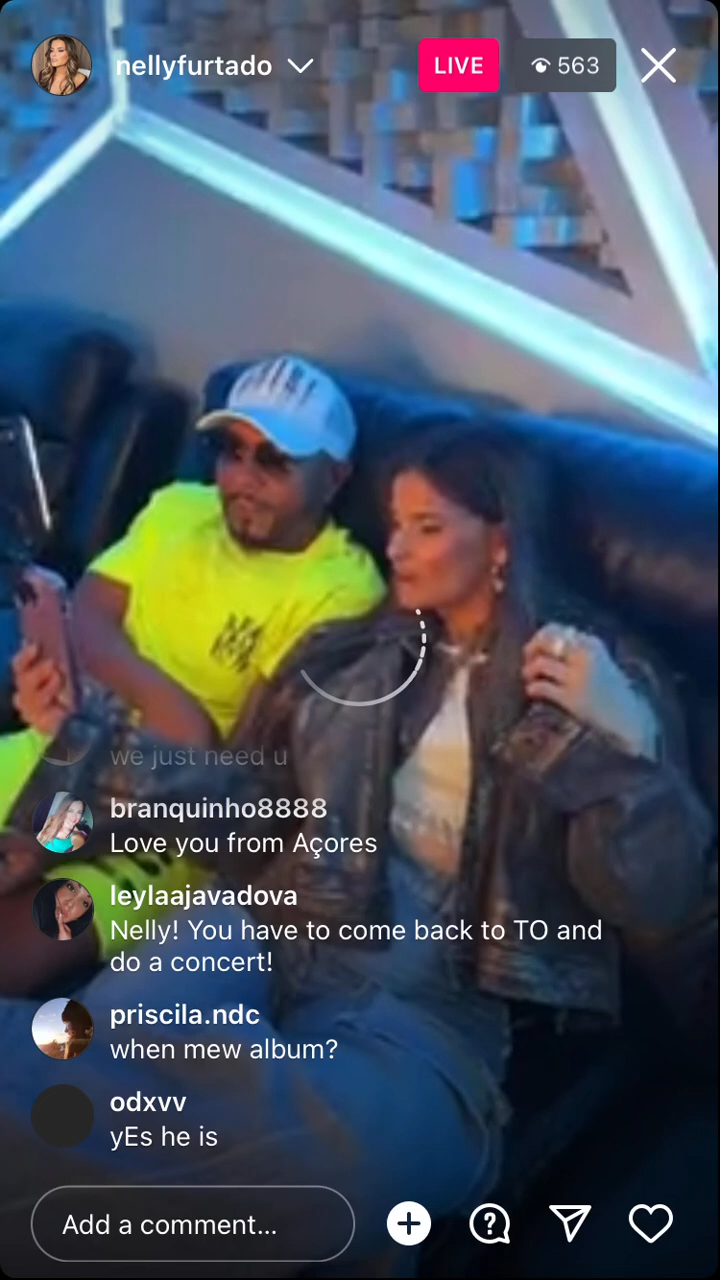 nellyfurtado
LIVE
563
we just need u
branquinho8888
Love you from Açores
leylaajavadova
Nelly! You have to come back to TO and
do a concert!
priscila.ndc
when mew album?
odxvv
yEs he is
Add a comment...